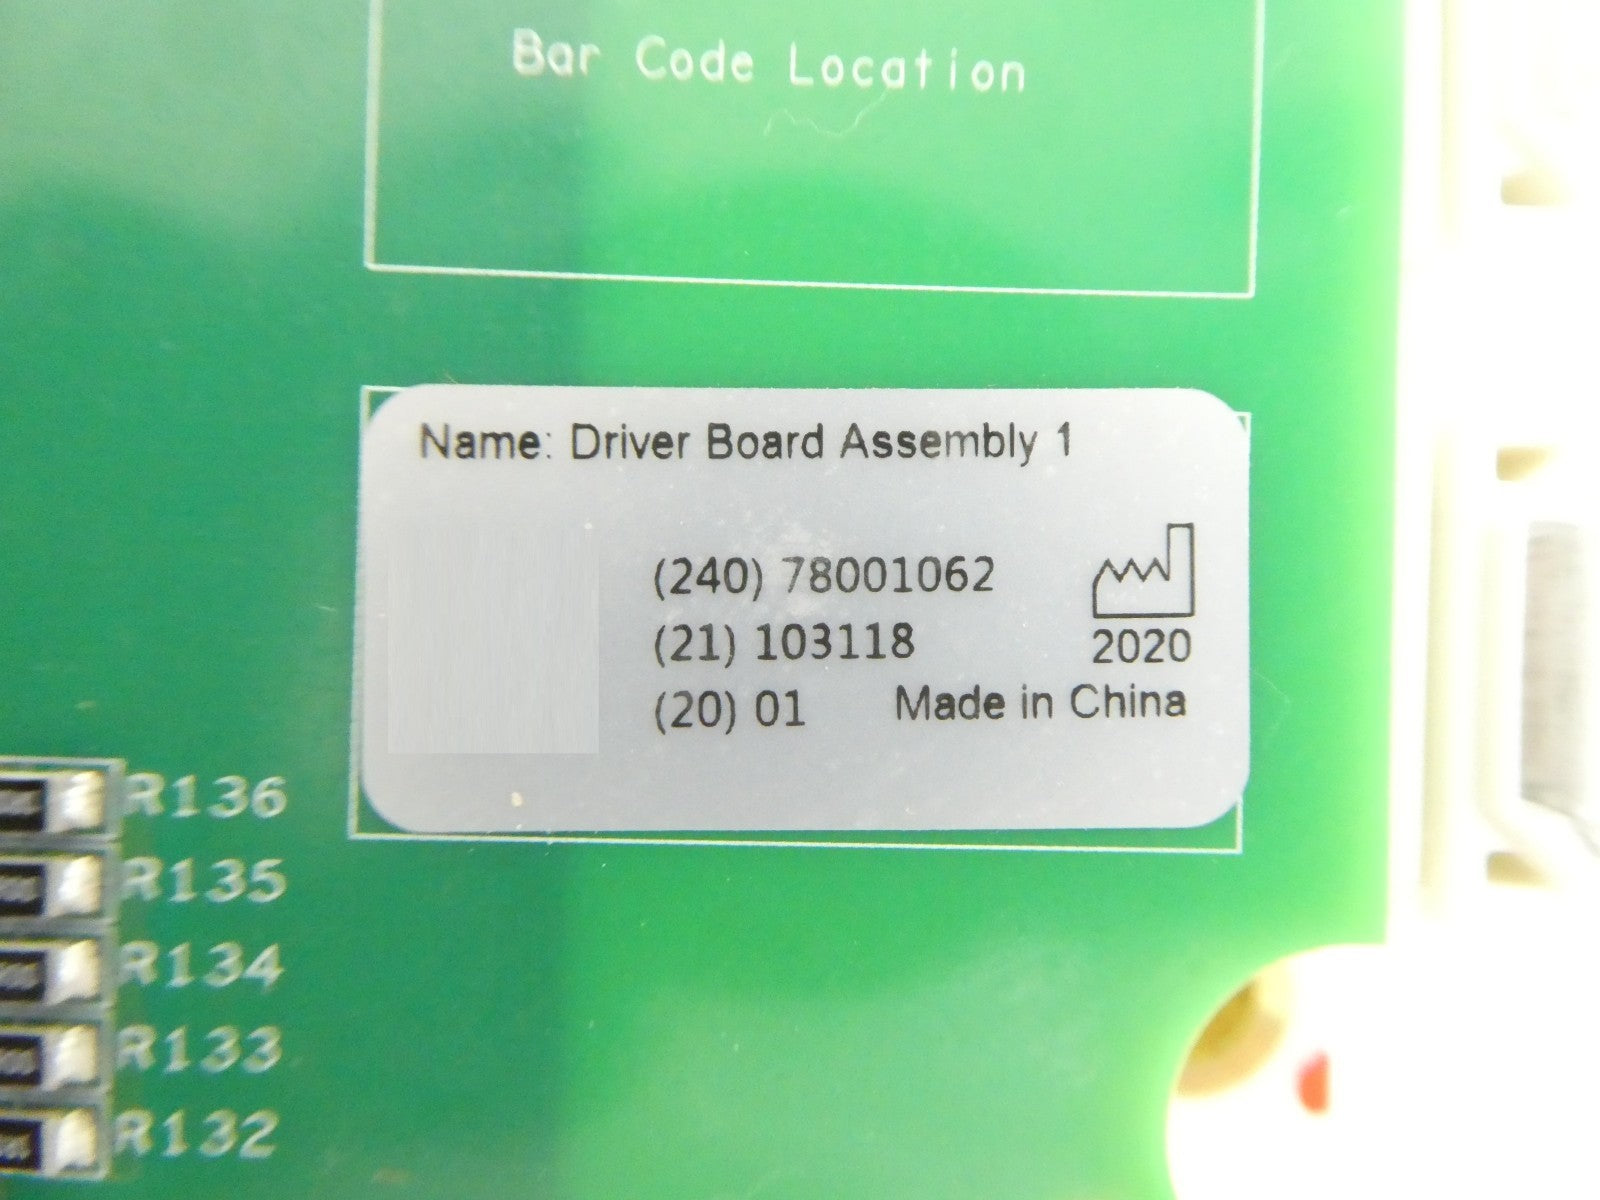 Bar Code Location
Name: Driver Board Assembly 1
(240) 78001062
(21) 103118
2020
(20) 01
Made in China
R136
R135
R134
R133
R132